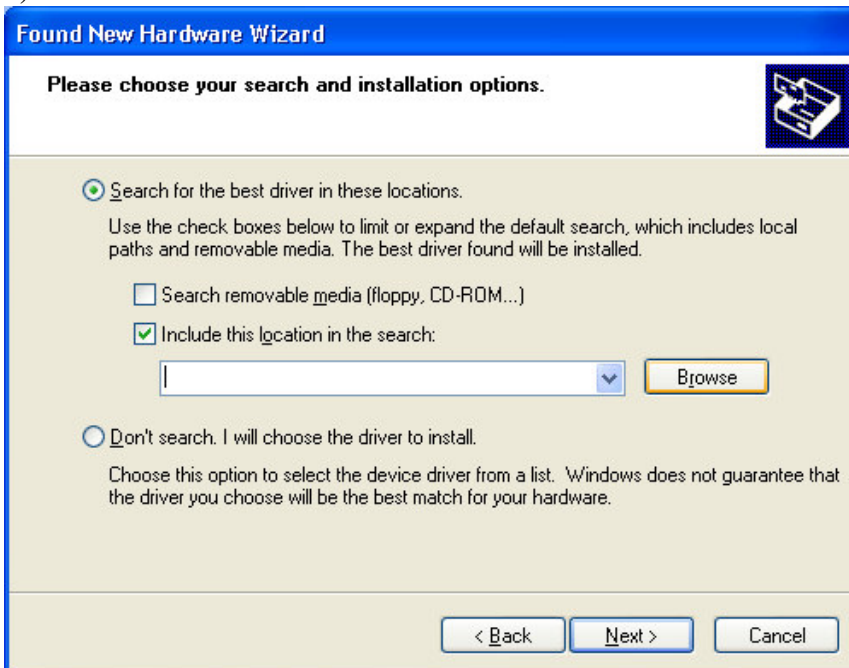 Found New Hardware Wizard
Please choose your search and installation options.
Search for the best driver in these locations.
Use the check boxes below to limit or expand the default search, which includes local
paths and removable media. The best driver found will be installed.
Search removable media (floppy, CD-ROM...)
Include this location in the search:
Browse
Don't search. I will choose the driver to install.
Choose this option to select the device driver from a list. Windows does not guarantee that
the driver you choose will be the best match for your hardware.
< Back Next > Cancel